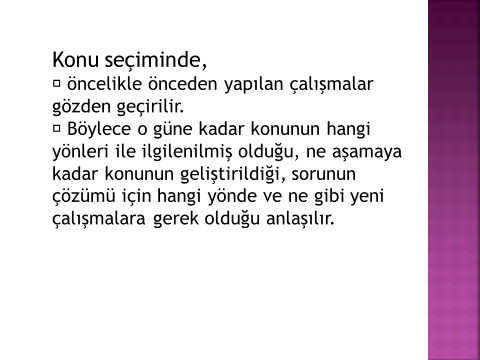 Konu seçiminde,
▯ öncelikle önceden yapılan çalışmalar
gözden geçirilir.
▯ Böylece o güne kadar konunun hangi
yönleri ile ilgilenilmiş olduğu, ne aşamaya
kadar konunun geliştirildiği, sorunun
çözümü için hangi yönde ve ne gibi yeni
çalışmalara gerek olduğu anlaşılır.